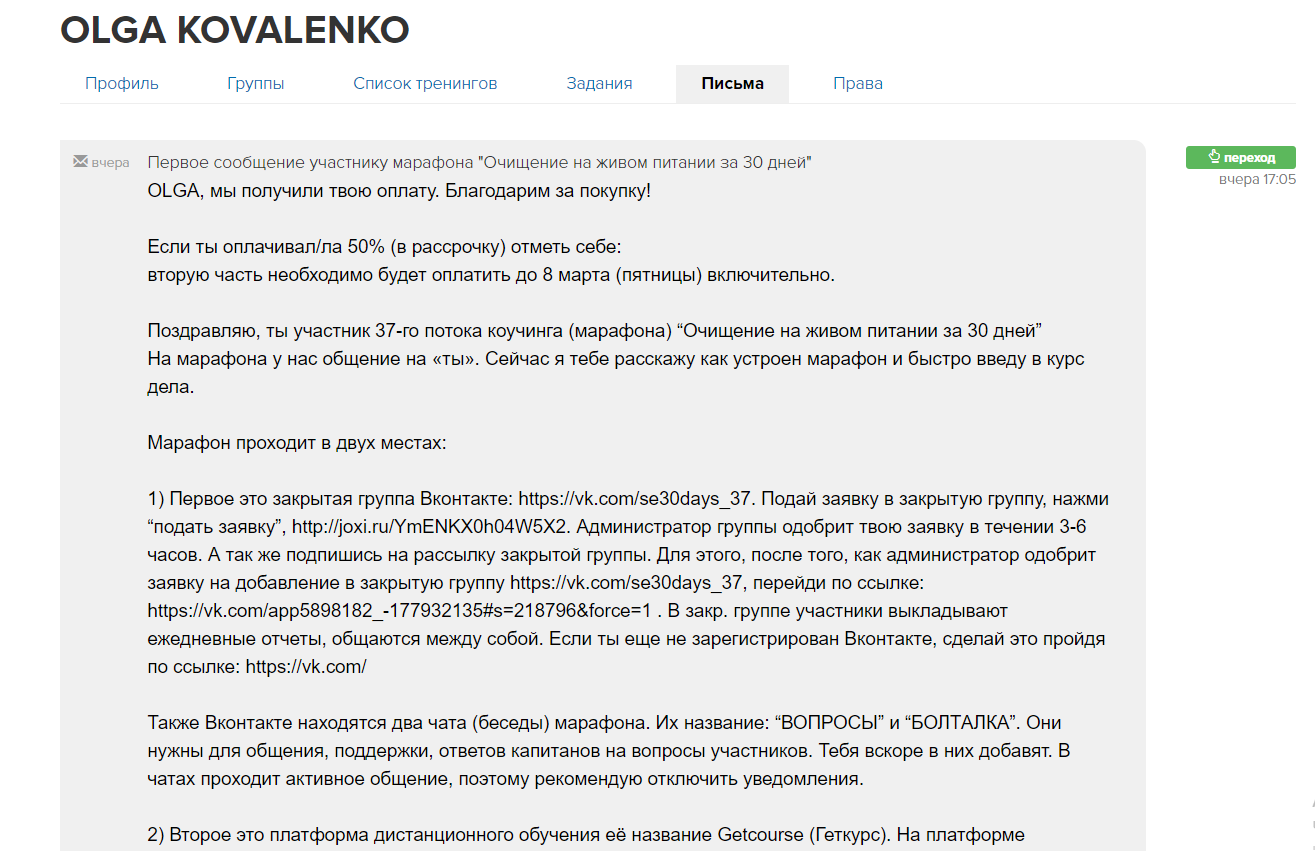 OLGA KOVALENKO
Профиль Группы Список тренингов Задания Письма Права
вчера Первое сообщение участнику марафона "Очищение на живом питании за 30 дней"
переход
вчера 17:05
OLGA, мы получили твою оплату. Благодарим за покупку!
Если ты оплачивал/ла 50% (в рассрочку) отметь себе:
вторую часть необходимо будет оплатить до 8 марта (пятницы) включительно.
Поздравляю, ты участник 37-го потока коучинга (марафона) “Очищение на живом питании за 30 дней”
На марафона у нас общение на «ты». Сейчас я тебе расскажу как устроен марафон и быстро введу в курс
дела.
Марафон проходит в двух местах:
1) Первое это закрытая группа Вконтакте: https://vk.com/se30days_37. Подай заявку в закрытую группу, нажми
“подать заявку”, http://joxi.ru/YmENKX0h04W5X2. Администратор группы одобрит твою заявку в течении 3-6
часов. А так же подпишись на рассылку закрытой группы. Для этого, после того, как администратор одобрит
заявку на добавление в закрытую группу https://vk.com/se30days_37, перейди по ссылке:
https://vk.com/app5898182_-177932135#s=218796&force=1 . В закр. группе участники выкладывают
ежедневные отчеты, общаются между собой. Если ты еще не зарегистрирован Вконтакте, сделай это пройдя
по ссылке: https://vk.com/
Также Вконтакте находятся два чата (беседы) марафона. Их название: “ВОПРОСЫ” и “БОЛТАЛКА”. Они
нужны для общения, поддержки, ответов капитанов на вопросы участников. Тебя вскоре в них добавят. В
чатах проходит активное общение, поэтому рекомендую отключить уведомления.
2) Второе это платформа дистанционного обучения её название Getcourse (Геткурс). На платформе